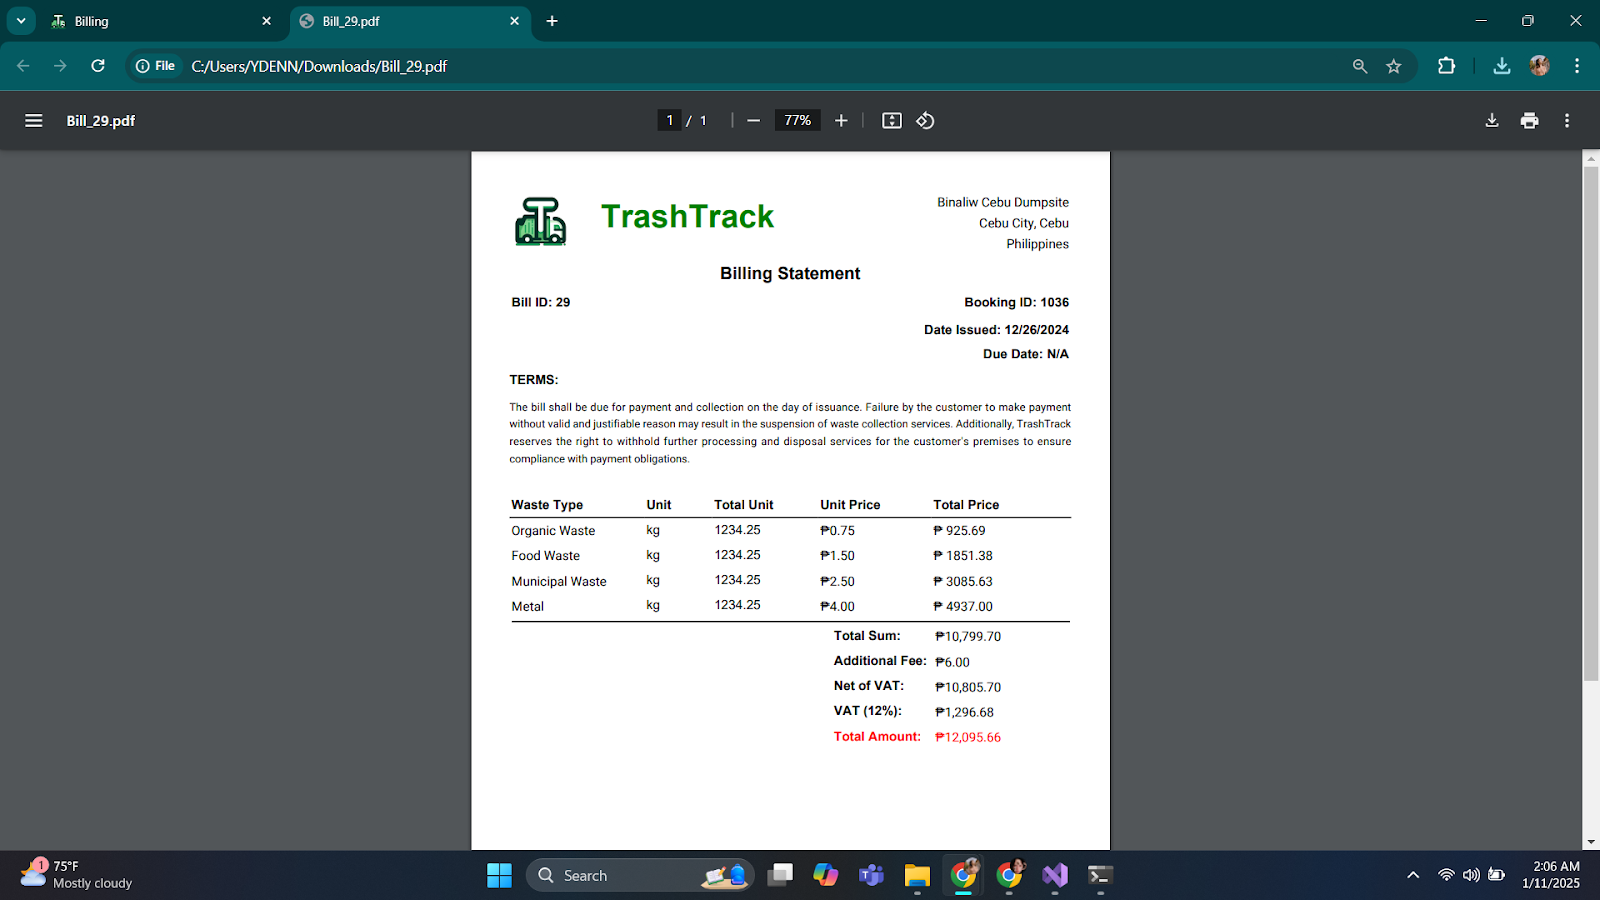 Billing
Bill_29.pdf
File C:/Users/YDENN/Downloads/Bill_29.pdf
Bill_29.pdf
1 / 1
77%
TrashTrack
Binaliw Cebu Dumpsite
Cebu City, Cebu
Philippines
Billing Statement
Bill ID: 29
Booking ID: 1036
Date Issued: 12/26/2024
Due Date: N/A
TERMS:
The bill shall be due for payment and collection on the day of issuance. Failure by the customer to make payment
without valid and justifiable reason may result in the suspension of waste collection services. Additionally, TrashTrack
reserves the right to withhold further processing and disposal services for the customer's premises to ensure
compliance with payment obligations.
Waste Type Unit Total Unit Unit Price Total Price
Organic Waste kg 1234.25 ₱0.75 ₱ 925.69
Food Waste kg 1234.25 ₱1.50 ₱ 1851.38
Municipal Waste kg 1234.25 ₱2.50 ₱ 3085.63
Metal kg 1234.25 ₱4.00 ₱ 4937.00
Total Sum: ₱10,799.70
Additional Fee: ₱6.00
Net of VAT: ₱10,805.70
VAT (12%): ₱1,296.68
Total Amount: ₱12,095.66
1
75°F
Mostly cloudy
Search
2:06 AM
1/11/2025